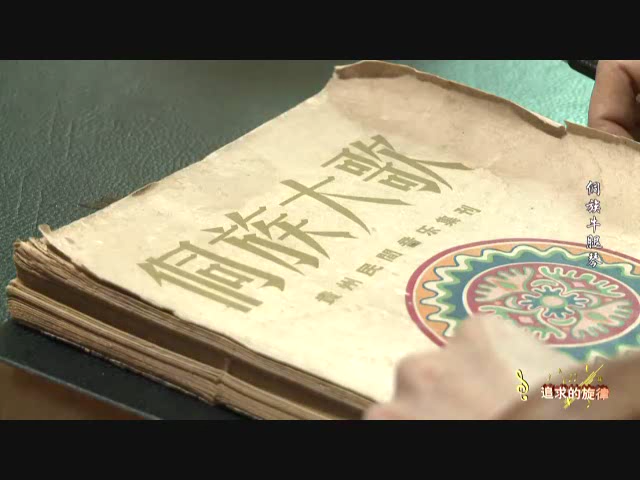 侗族大歌
貴州民间音乐集刊
侗族牛腿琴
追求的旋律